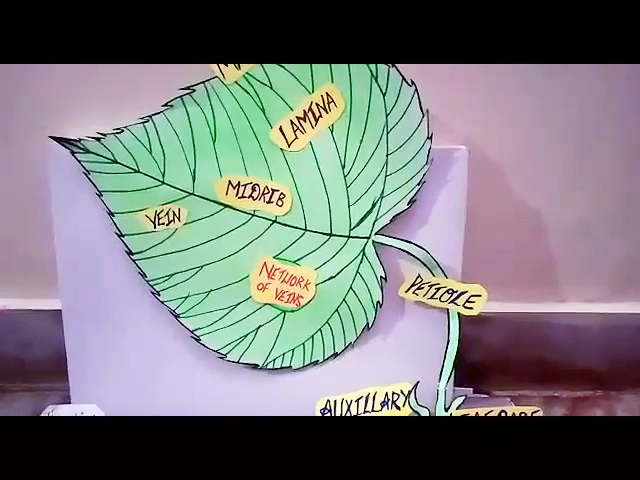 LAMINA
MIDRIB
VEIN
NETWORK
OF VEINS
PETIOLE
AUXILLARY